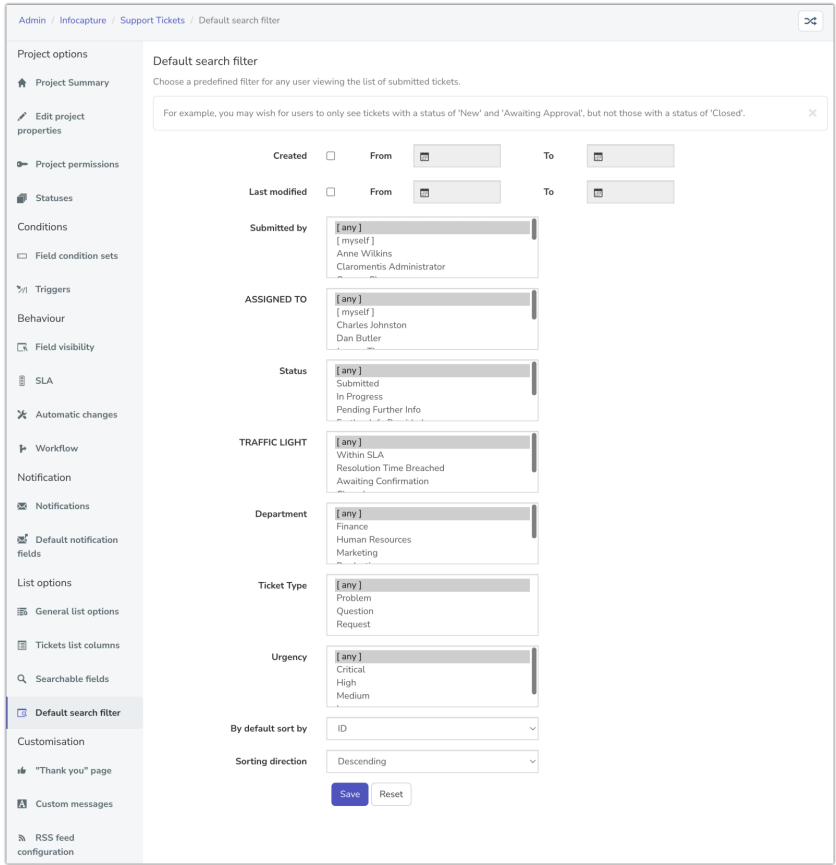 Admin / Infocapture / Support Tickets / Default search filter
Project options
Project Summary
Edit project
properties
Project permissions
Statuses
Conditions
Field condition sets
Triggers
Behaviour
Field visibility
SLA
Automatic changes
Workflow
Notification
Notifications
Default notification
fields
List options
General list options
Tickets list columns
Searchable fields
Default search filter
Customisation
"Thank you" page
Custom messages
RSS feed
configuration
Default search filter
Choose a predefined filter for any user viewing the list of submitted tickets.
For example, you may wish for users to only see tickets with a status of 'New' and 'Awaiting Approval', but not those with a status of 'Closed'.
Created From To
Last modified From To
Submitted by
[ any ]
[ myself ]
Anne Wilkins
Claromentis Administrator
ASSIGNED TO
[ any ]
[ myself ]
Charles Johnston
Dan Butler
Status
[ any ]
Submitted
In Progress
Pending Further Info
TRAFFIC LIGHT
[ any ]
Within SLA
Resolution Time Breached
Awaiting Confirmation
Department
[ any ]
Finance
Human Resources
Marketing
Ticket Type
[ any ]
Problem
Question
Request
Urgency
[ any ]
Critical
High
Medium
By default sort by ID
Sorting direction Descending
Save Reset